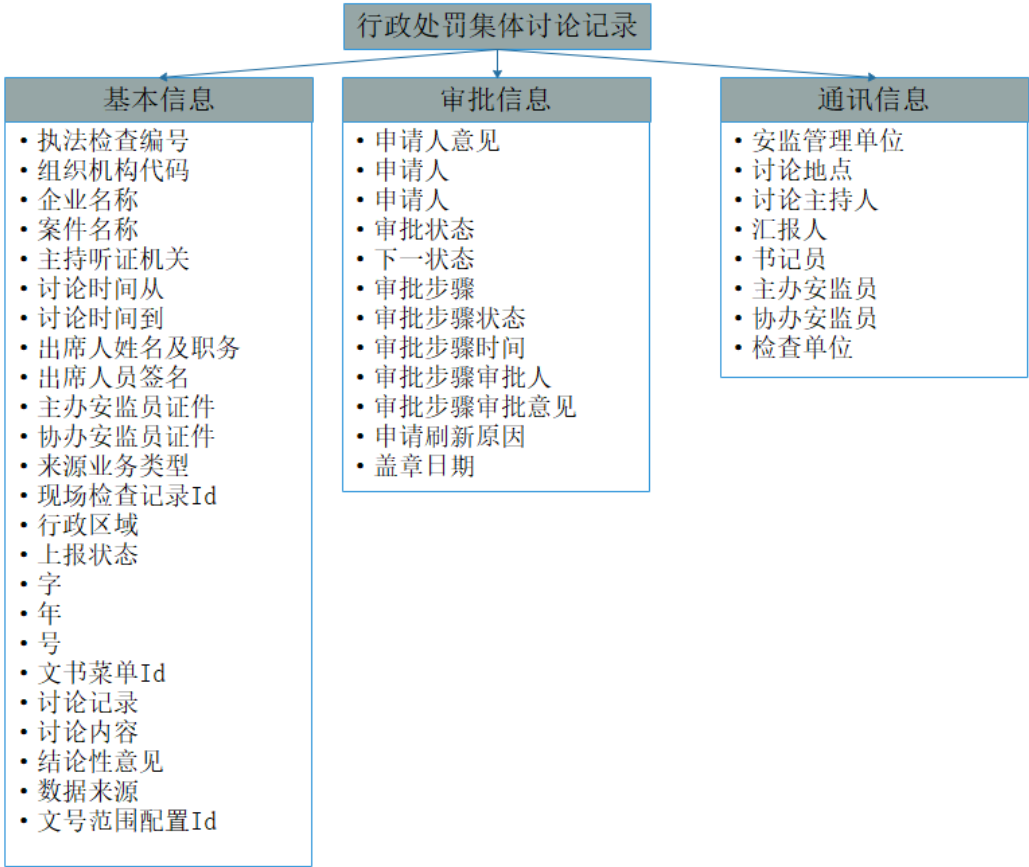 行政处罚集体讨论记录
基本信息
• 执法检查编号
• 组织机构代码
• 企业名称
• 案件名称
• 主持听证机关
• 讨论时间从
• 讨论时间到
• 出席人姓名及职务
• 出席人员签名
• 主办安监员证件
• 协办安监员证件
• 来源业务类型
• 现场检查记录Id
• 行政区域
• 上报状态
• 字
• 年
• 号
• 文书菜单Id
• 讨论记录
• 讨论内容
• 结论性意见
• 数据来源
• 文号范围配置Id
审批信息
• 申请人意见
• 申请人
• 申请人
• 审批状态
• 下一状态
• 审批步骤
• 审批步骤状态
• 审批步骤时间
• 审批步骤审批人
• 审批步骤审批意见
• 申请刷新原因
• 盖章日期
通讯信息
• 安监管理单位
• 讨论地点
• 讨论主持人
• 汇报人
• 书记员
• 主办安监员
• 协办安监员
• 检查单位